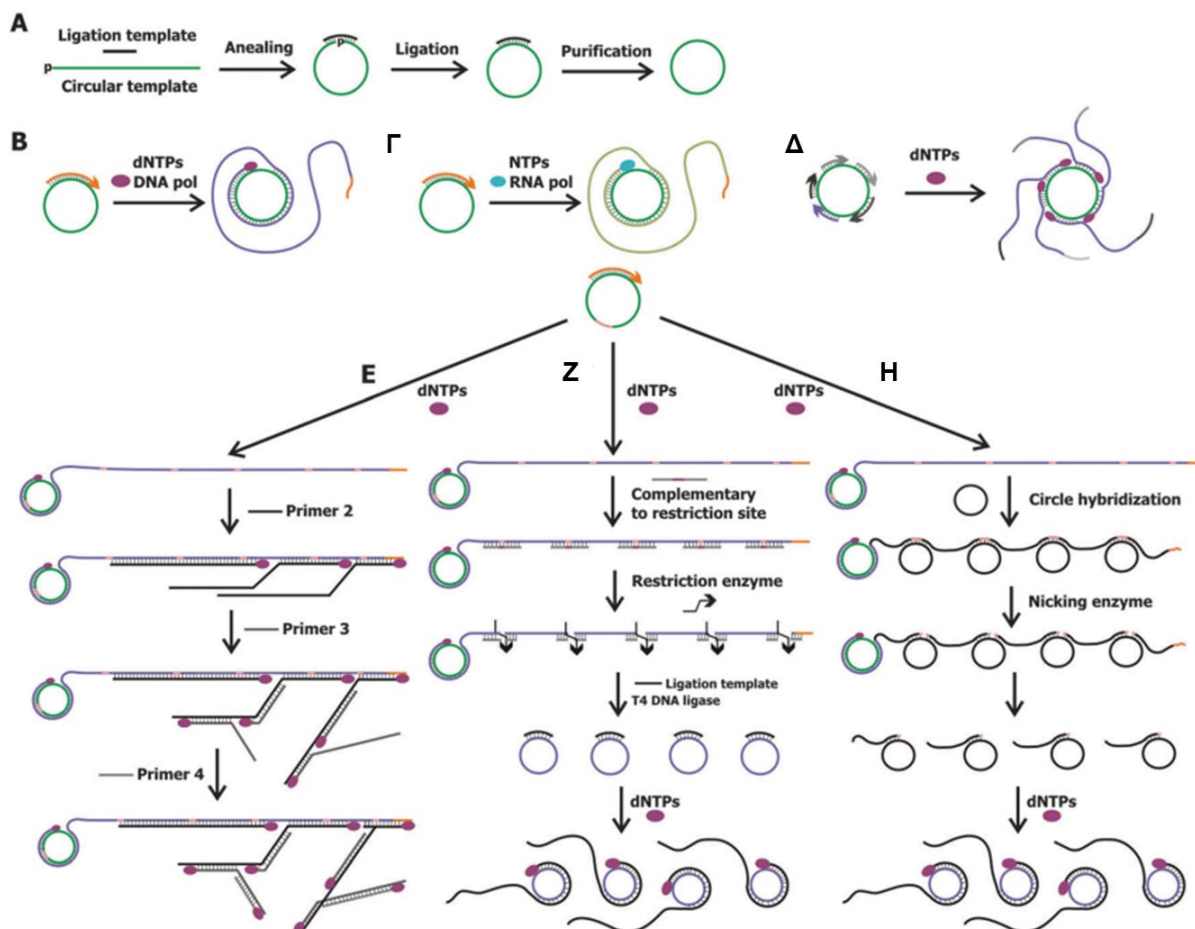 A
Ligation template
p
Circular template
Anealing
p
Ligation
Purification
Β
dNTPs
DNA pol
Γ
NTPs
RNA pol
Δ
dNTPs
Ε
dNTPs
Ζ
dNTPs
Η
dNTPs
Primer 2
Primer 3
Primer 4
Complementary
to restriction site
Restriction enzyme
Ligation template
T4 DNA ligase
dNTPs
Circle hybridization
Nicking enzyme
dNTPs